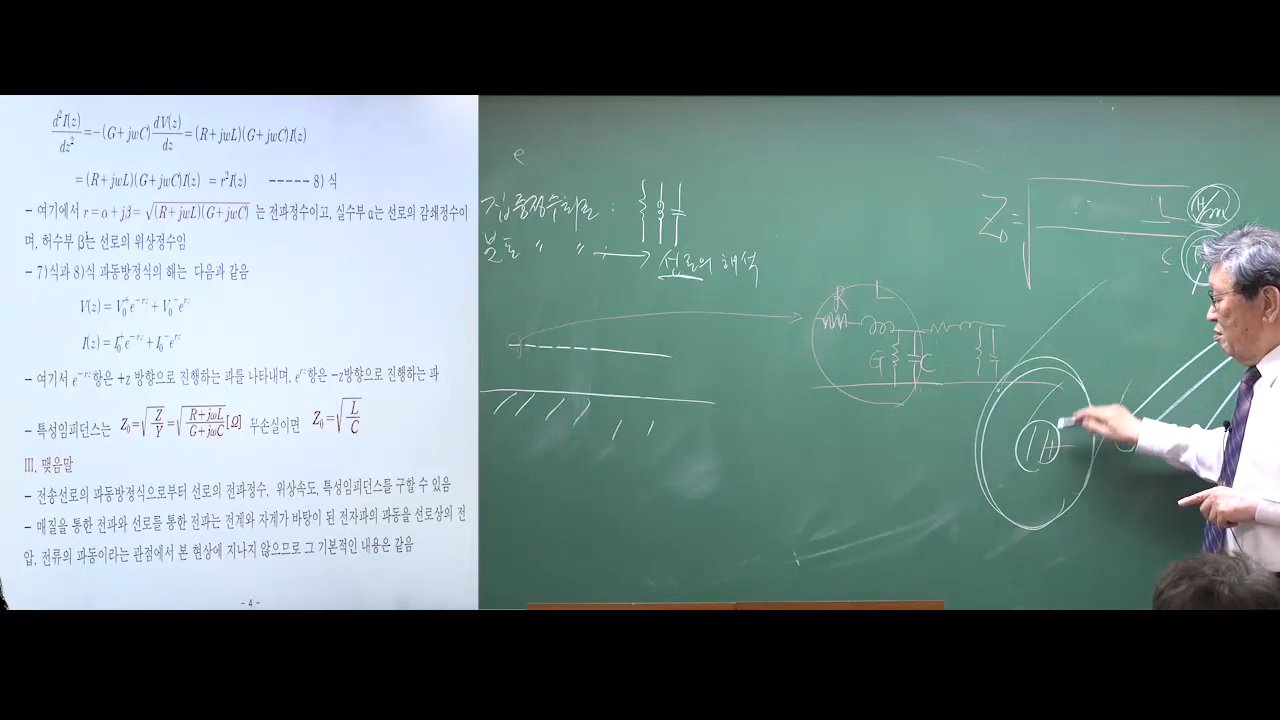 d²I(z)/dz² = -(G+jwC) dV(z)/dz = (R+jwL)(G+jwC)I(z)
= (R+jwL)(G+jwC)I(z) = r²I(z) ----- 8) 식
- 여기에서 r = α + jβ = √(R+jwL)(G+jwC) 는 전파정수이고, 실수부 α는 선로의 감쇄정수이
며, 허수부 β는 선로의 위상정수임
- 7)식과 8)식 파동방정식의 해는 다음과 같음
V(z) = V₀⁺e⁻ʳᶻ + V₀⁻eʳᶻ
I(z) = I₀⁺e⁻ʳᶻ + I₀⁻eʳᶻ
- 여기서 e⁻ʳᶻ항은 +z 방향으로 진행하는 파를 나타내며, eʳᶻ항은 -z방향으로 진행하는 파
- 특성임피던스는 Z₀=√Z/Y=√R+jωL/G+jωC[Ω] 무손실이면 Z₀=√L/C
Ⅲ. 맺음말
- 전송선로의 파동방정식으로부터 선로의 전파정수, 위상속도, 특성임피던스를 구할 수 있음
- 매질을 통한 전파와 선로를 통한 전파는 전계와 자계가 바탕이 된 전자파의 파동을 선로상의 전
압, 전류의 파동이라는 관점에서 본 현상에 지나지 않으므로 그 기본적인 내용은 같음
- 4 -
e
집중정수회로 :
분포 〃 〃 : → 선로의 해석
R L
G C
Z₀ = √ L H/m
C